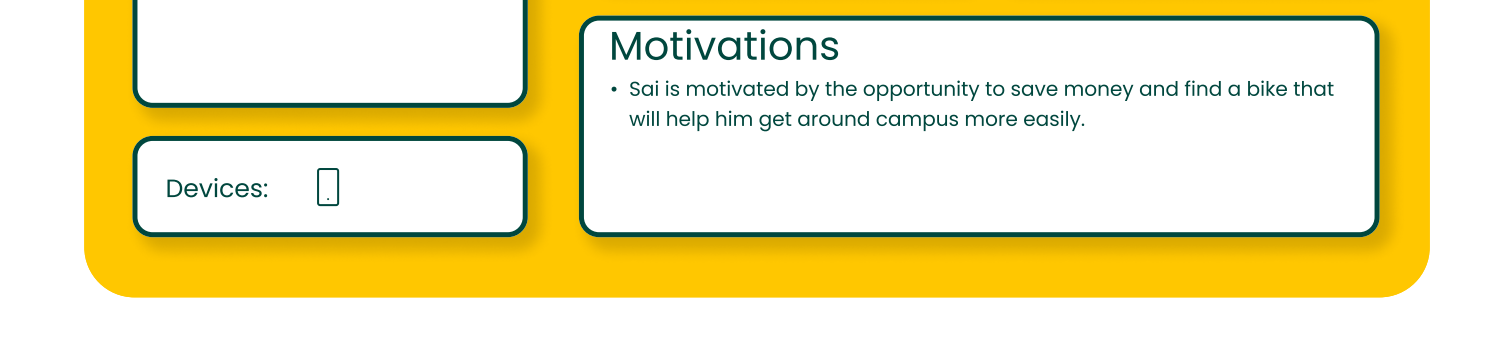 Motivations
• Sai is motivated by the opportunity to save money and find a bike that
will help him get around campus more easily.
Devices: